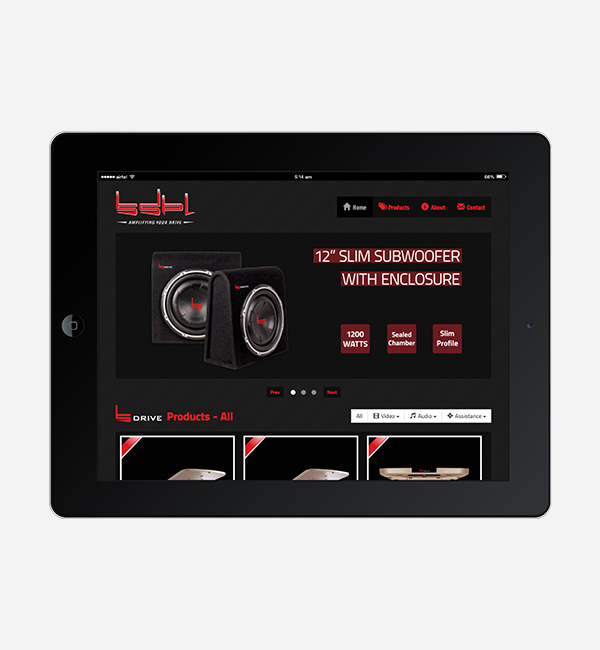 airtel 5:14 am 66%
bdbl
AMPLIFYING YOUR DRIVE
Home Products About Contact
12" SLIM SUBWOOFER
WITH ENCLOSURE
DRIVE
1200 WATTS
Sealed Chamber
Slim Profile
Prev Next
DRIVE Products - All
All Video Audio Assistance